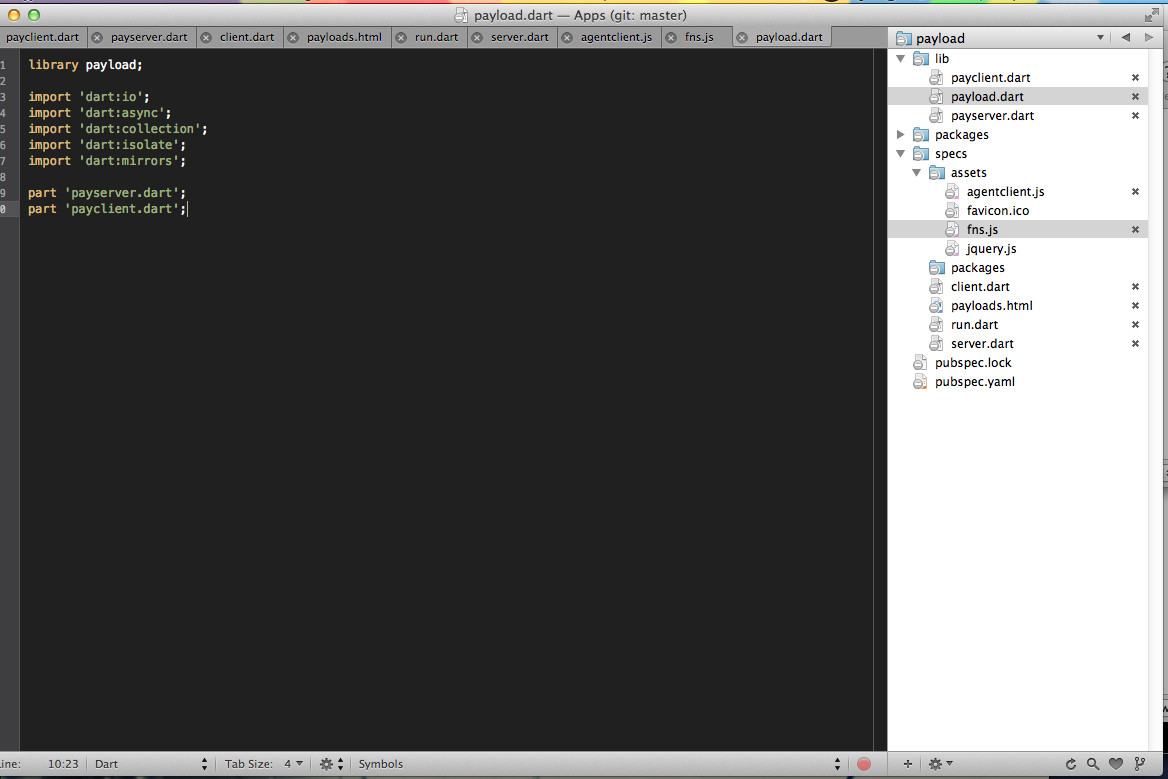 payload.dart — Apps (git: master)
payclient.dart payserver.dart client.dart payloads.html run.dart server.dart agentclient.js fns.js payload.dart
1 library payload;
2
3 import 'dart:io';
4 import 'dart:async';
5 import 'dart:collection';
6 import 'dart:isolate';
7 import 'dart:mirrors';
8
9 part 'payserver.dart';
0 part 'payclient.dart';
payload
lib
payclient.dart
payload.dart
payserver.dart
packages
specs
assets
agentclient.js
favicon.ico
fns.js
jquery.js
packages
client.dart
payloads.html
run.dart
server.dart
pubspec.lock
pubspec.yaml
ine: 10:23 Dart Tab Size: 4 Symbols